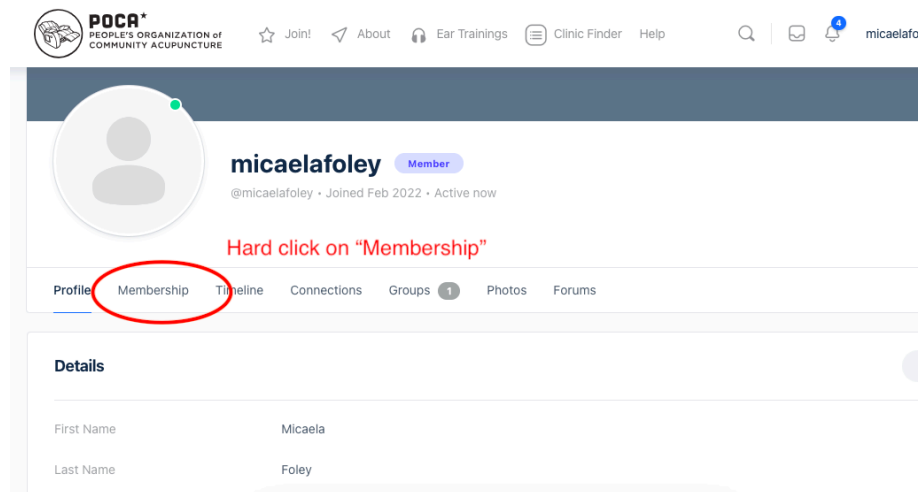 POCA*
PEOPLE'S ORGANIZATION of
COMMUNITY ACUPUNCTURE
Join! About Ear Trainings Clinic Finder Help 4 micaelafo
micaelafoley Member
@micaelafoley • Joined Feb 2022 • Active now
Hard click on “Membership”
Profile Membership Timeline Connections Groups 1 Photos Forums
Details
First Name Micaela
Last Name Foley